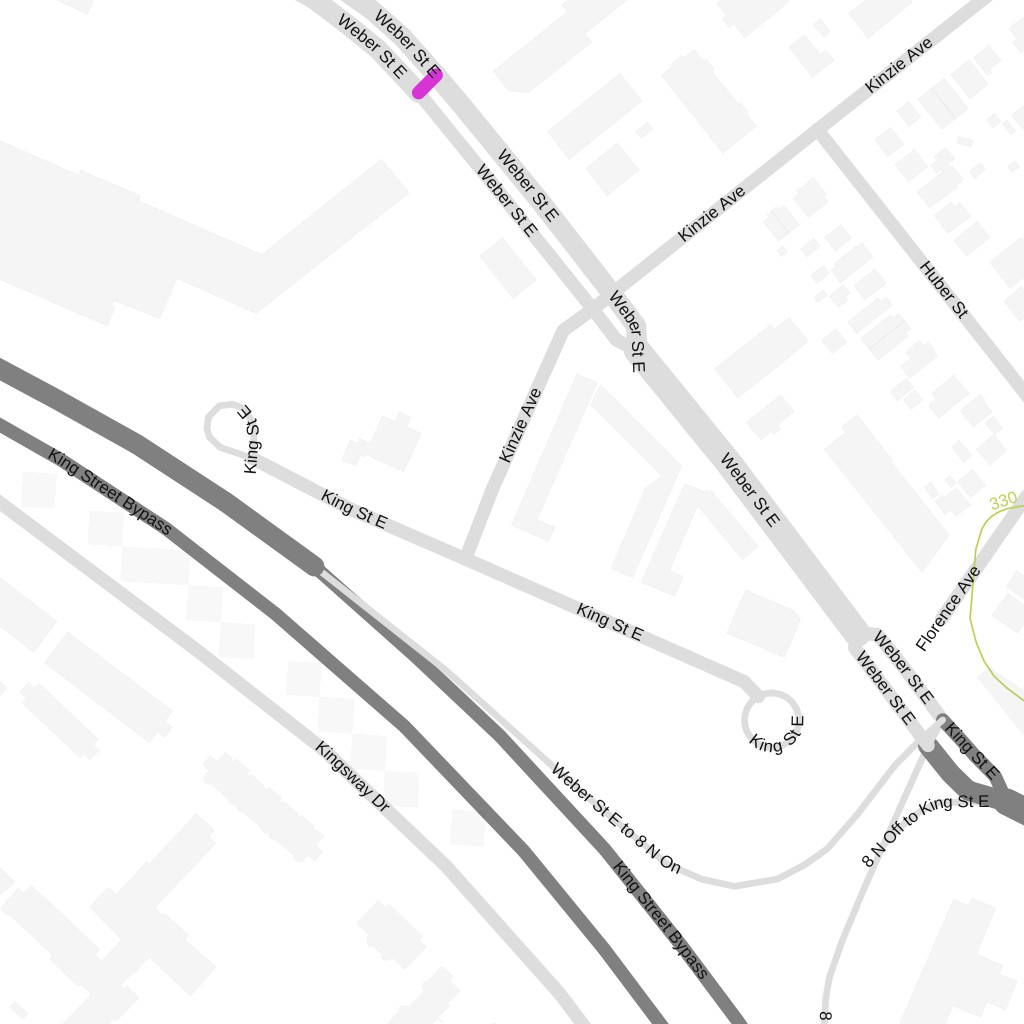 Weber St E
Weber St E
Kinzie Ave
Weber St E
Weber St E
Kinzie Ave
Huber St
Weber St E
Kinzie Ave
King St E
King St E
King Street Bypass
Weber St E
330
Florence Ave
King St E
Weber St E
Weber St E
King St E
King St E
Kingsway Dr
Weber St E to 8 N On
8 N Off to King St E
King Street Bypass
8